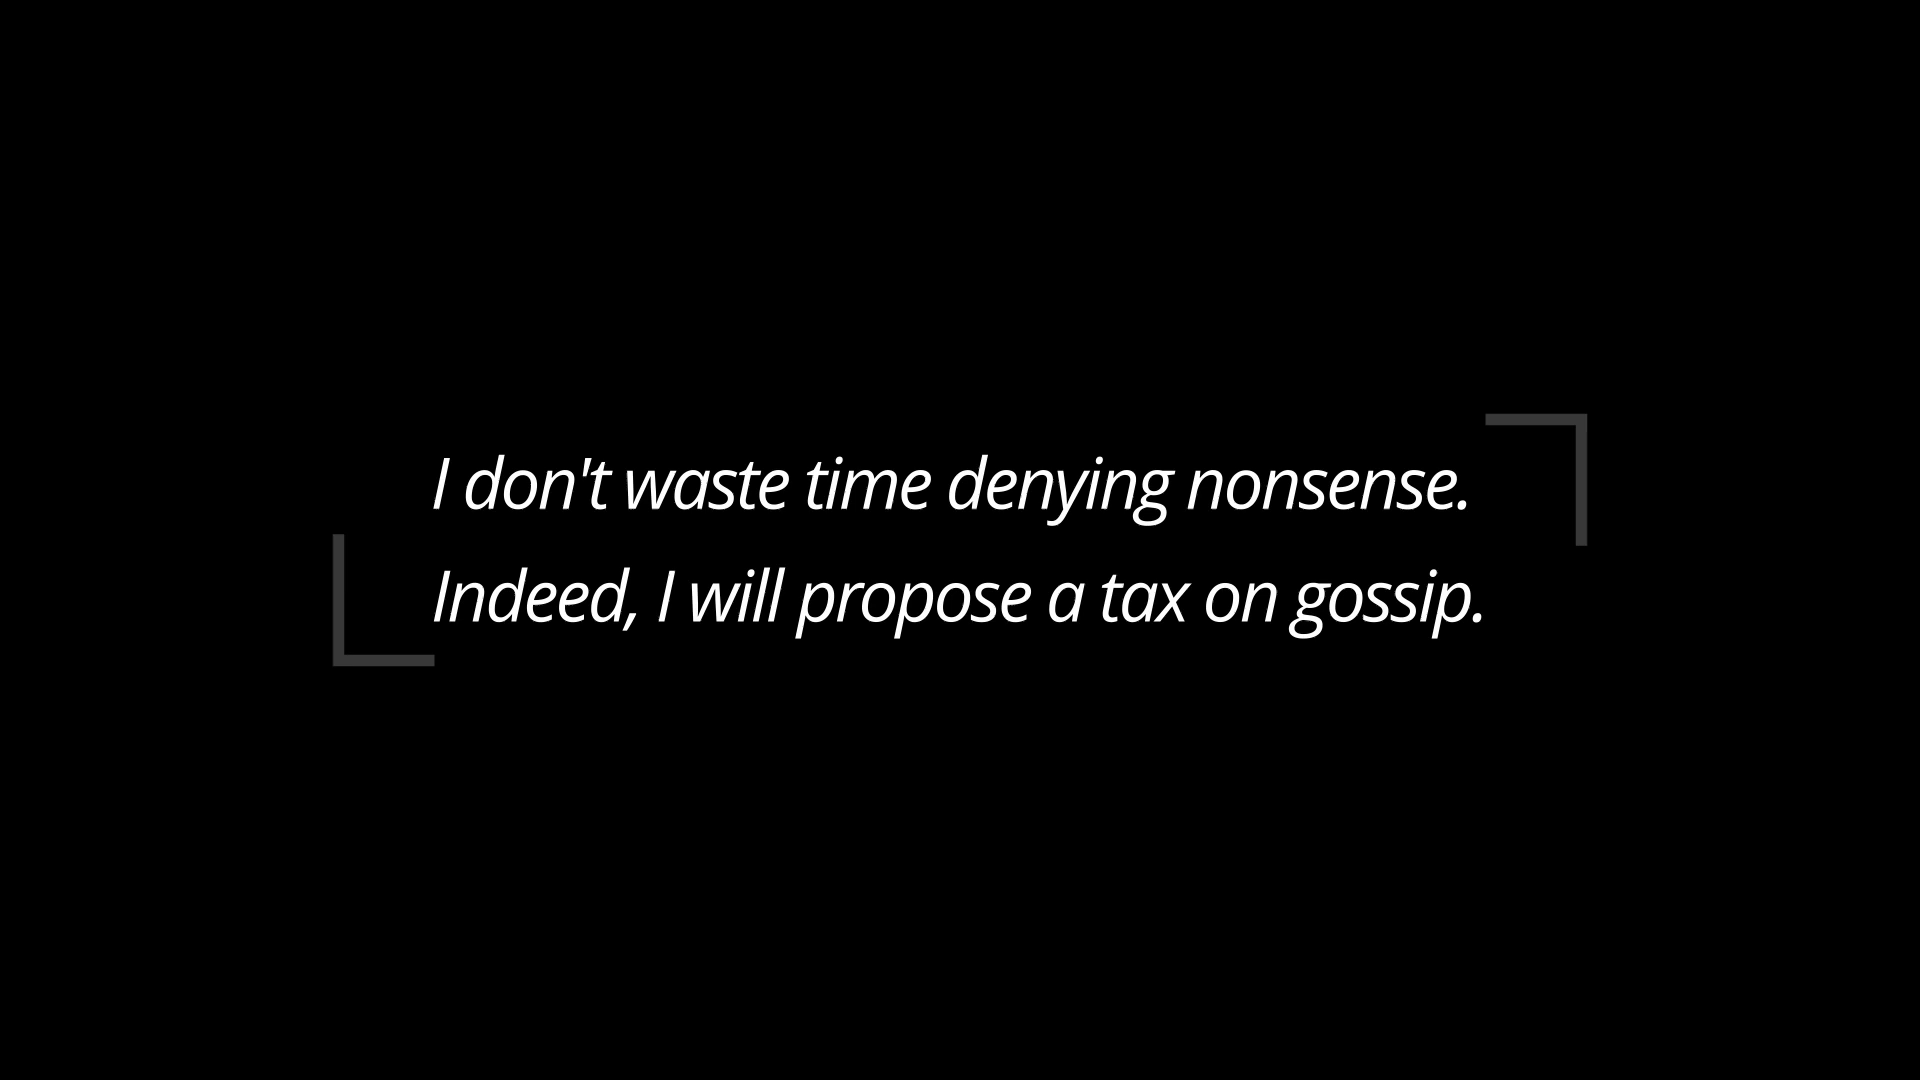 I don't waste time denying nonsense.
Indeed, I will propose a tax on gossip.